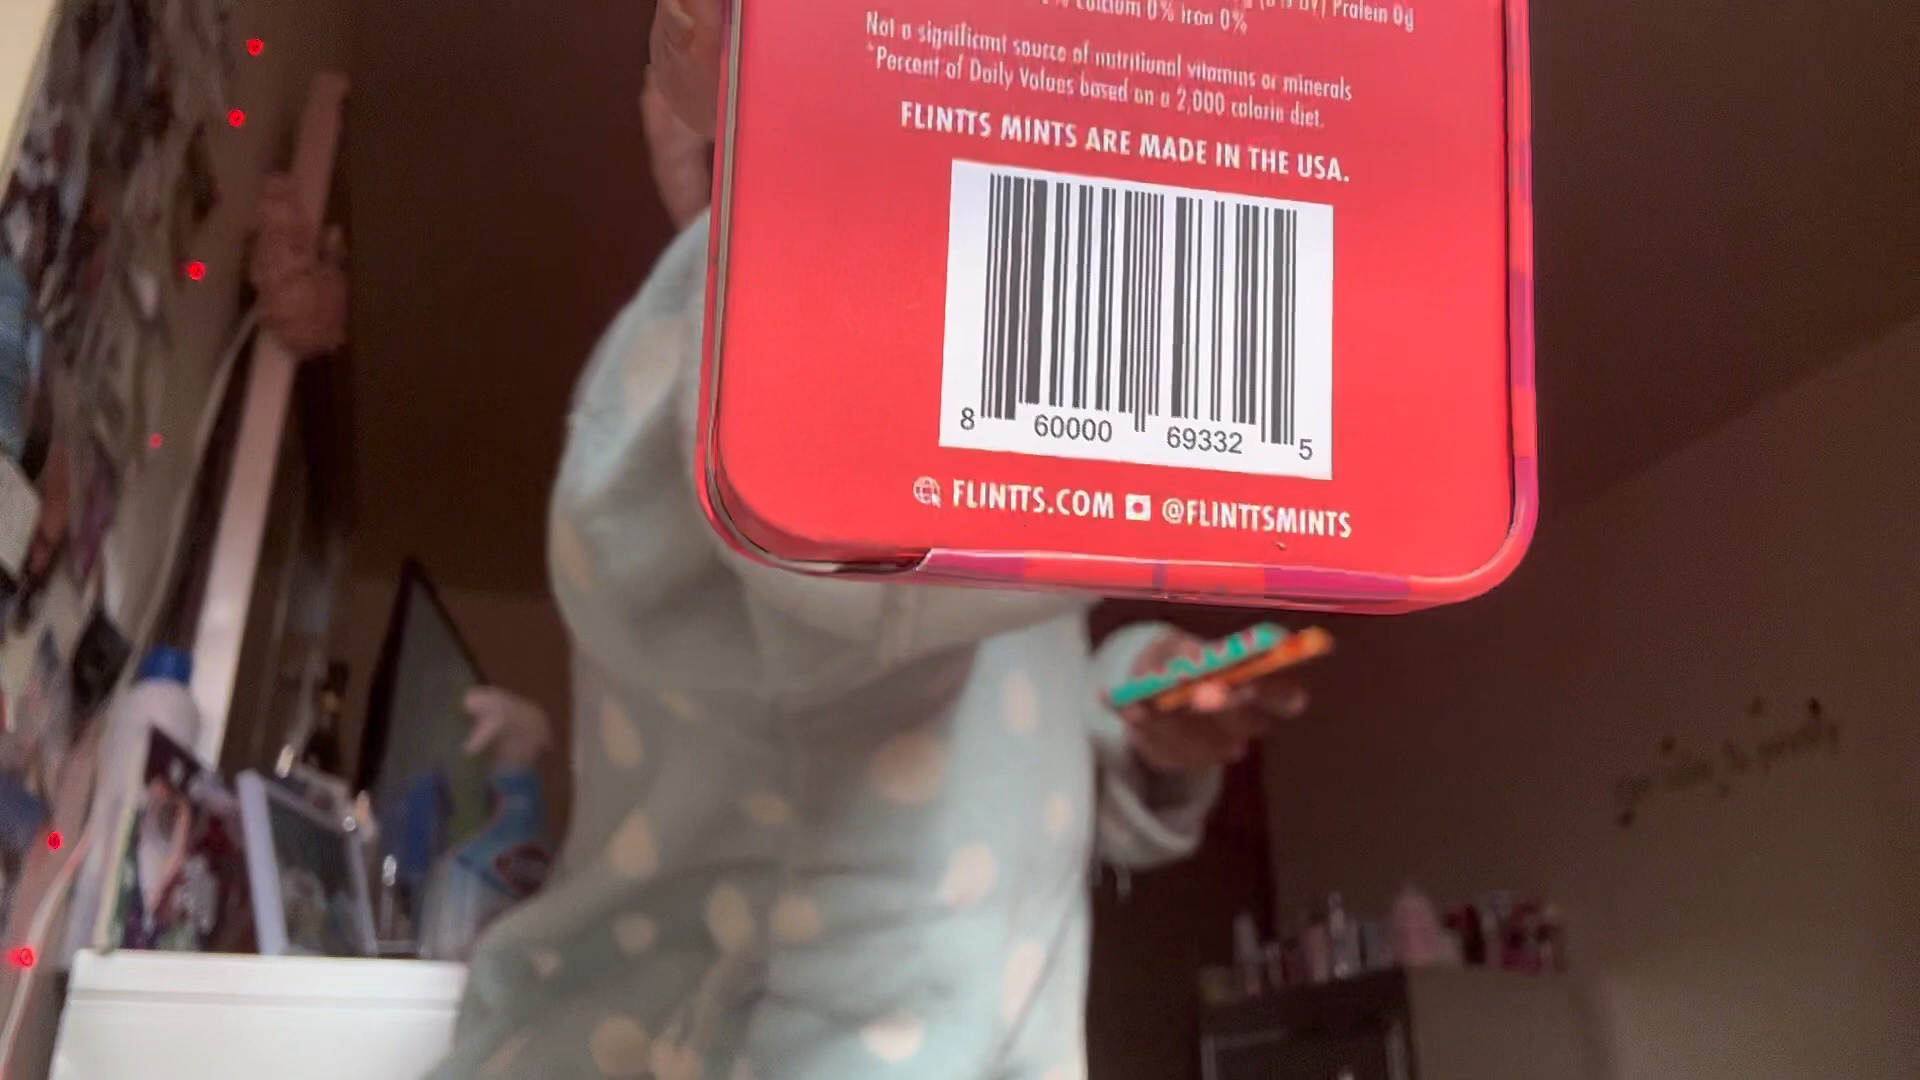 Calcium 0% Iron 0%
Protein 0g
Not a significant source of nutritional vitamins or minerals
*Percent of Daily Values based on a 2,000 calorie diet.
FLINTTS MINTS ARE MADE IN THE USA.
8 60000 69332 5
FLINTTS.COM @FLINTTSMINTS